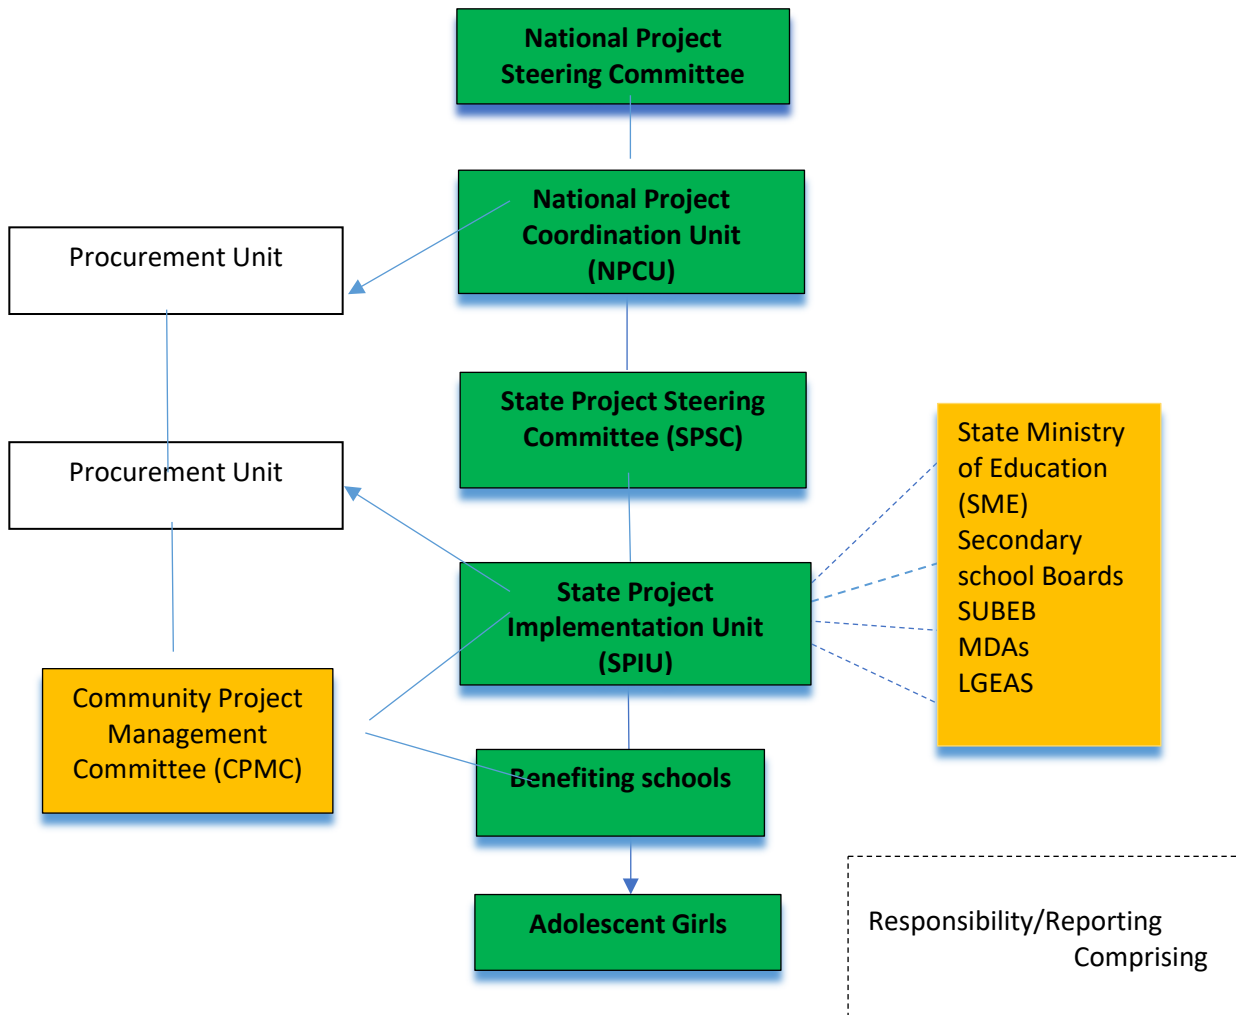 National Project
Steering Committee
National Project
Coordination Unit
(NPCU)
Procurement Unit
State Project Steering
Committee (SPSC)
Procurement Unit
State Ministry
of Education
(SME)
Secondary
school Boards
SUBEB
MDAs
LGEAS
State Project
Implementation Unit
(SPIU)
Community Project
Management
Committee (CPMC)
Benefiting schools
Adolescent Girls
Responsibility/Reporting
Comprising